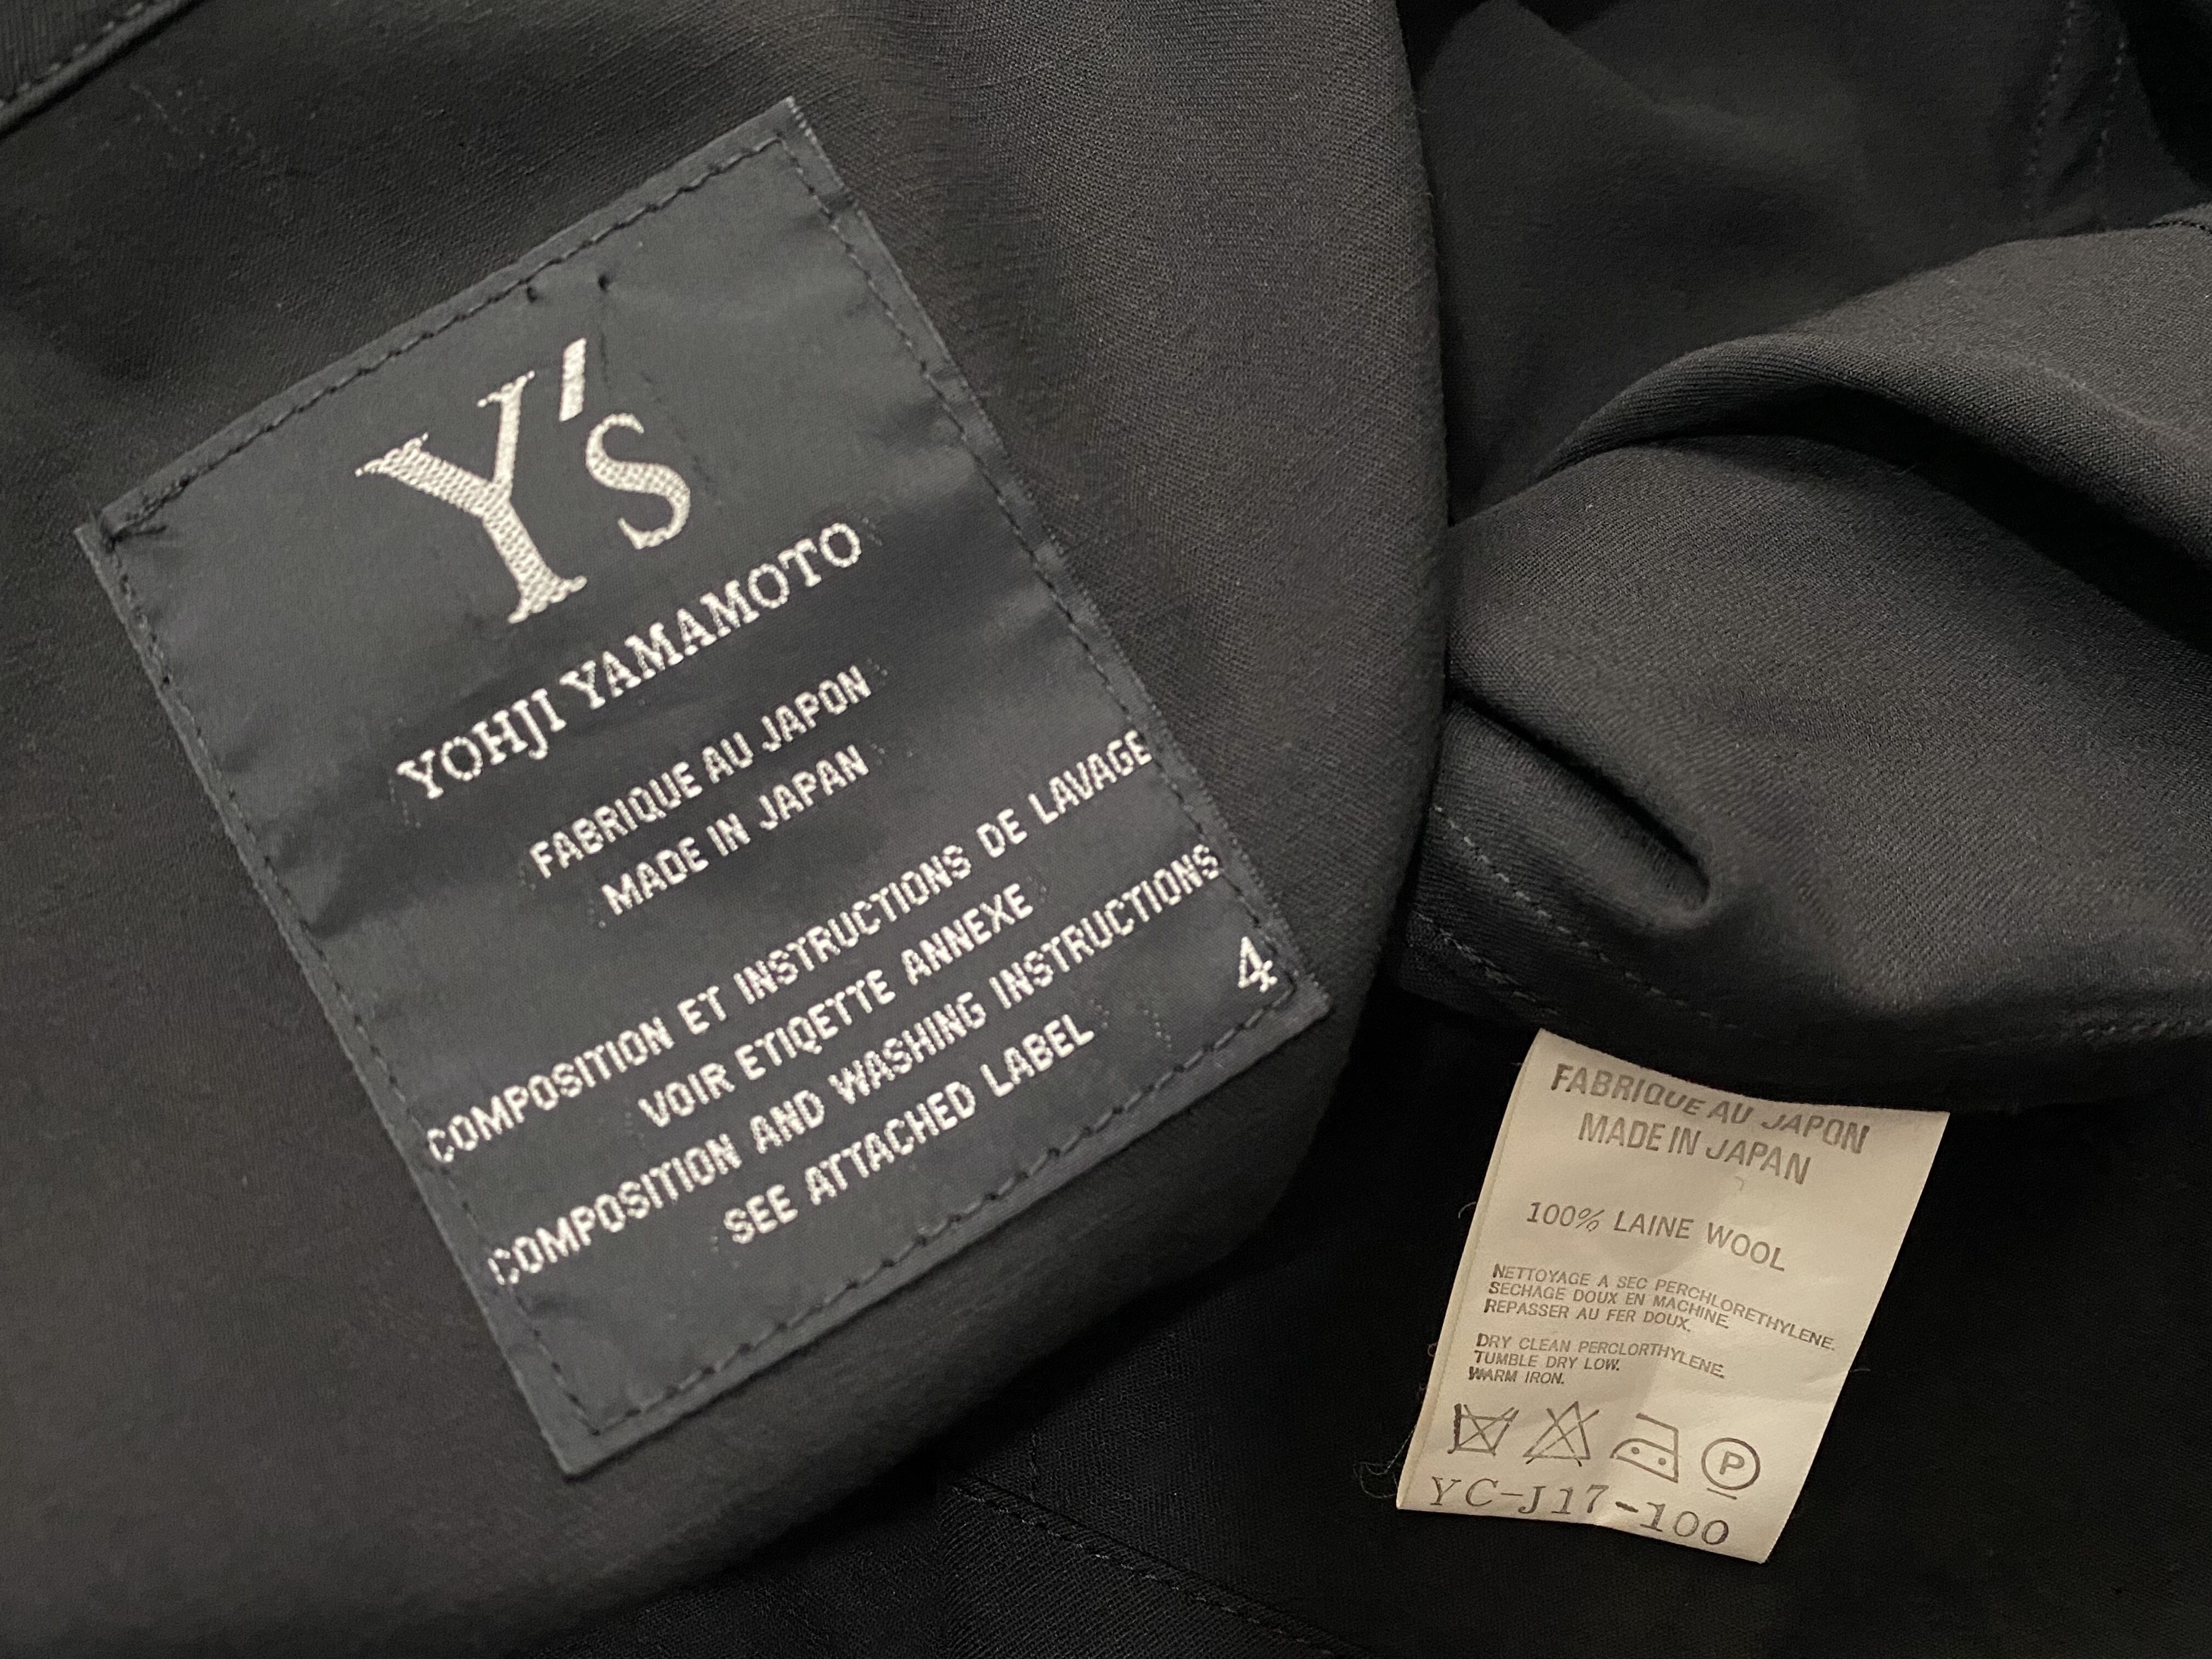 Y's
YOHJI YAMAMOTO
FABRIQUE AU JAPON
MADE IN JAPAN
COMPOSITION ET INSTRUCTIONS DE LAVAGE
VOIR ETIQETTE ANNEXE
COMPOSITION AND WASHING INSTRUCTIONS
SEE ATTACHED LABEL
4
FABRIQUE AU JAPON
MADE IN JAPAN
100% LAINE WOOL
NETTOYAGE A SEC PERCHLORETHYLENE.
SECHAGE DOUX EN MACHINE.
REPASSER AU FER DOUX.
DRY CLEAN PERCLORTHYLENE.
TUMBLE DRY LOW.
WARM IRON.
P
YC-J17-100